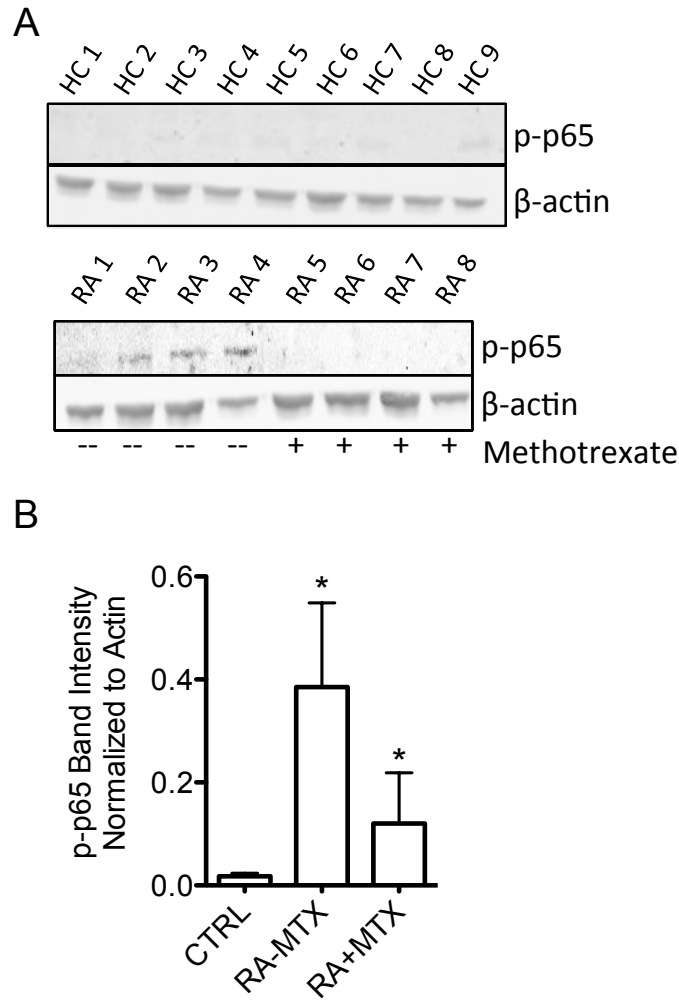 A
HC 1 HC 2 HC 3 HC 4 HC 5 HC 6 HC 7 HC 8 HC 9
p-p65
β-actin
RA 1 RA 2 RA 3 RA 4 RA 5 RA 6 RA 7 RA 8
p-p65
β-actin
-- -- -- -- + + + + Methotrexate
B
p-p65 Band Intensity
Normalized to Actin
0.6
0.4
0.2
0.0
*
*
CTRL RA-MTX RA+MTX